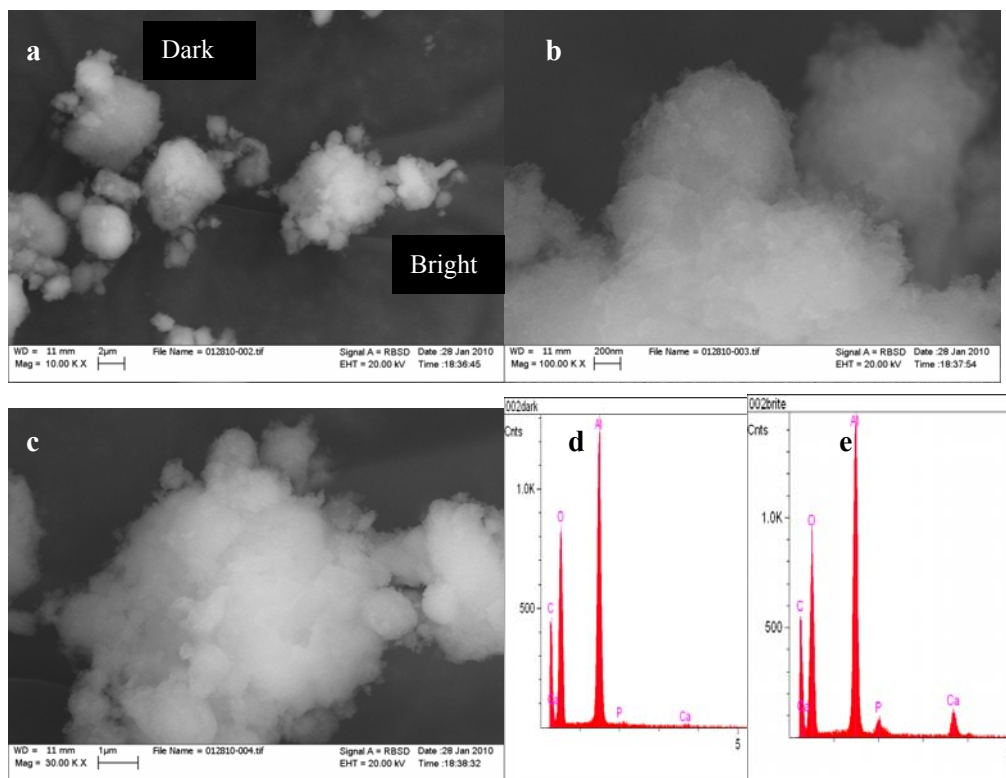 a
Dark
Bright
WD = 11 mm 2µm File Name = 012810-002.tif Signal A = RBSD Date :28 Jan 2010
Mag = 10.00 K X EHT = 20.00 kV Time :18:36:45
b
WD = 11 mm 200nm File Name = 012810-003.tif Signal A = RBSD Date :28 Jan 2010
Mag = 100.00 K X EHT = 20.00 kV Time :18:37:54
c
WD = 11 mm 1µm File Name = 012810-004.tif Signal A = RBSD Date :28 Jan 2010
Mag = 30.00 K X EHT = 20.00 kV Time :18:38:32
002dark
Cnts
d
Al
1.0K
O
500
C
Ca
P
Ca
5
002brite
Cnts
e
Al
1.0K
O
C
500
Ca
P
Ca